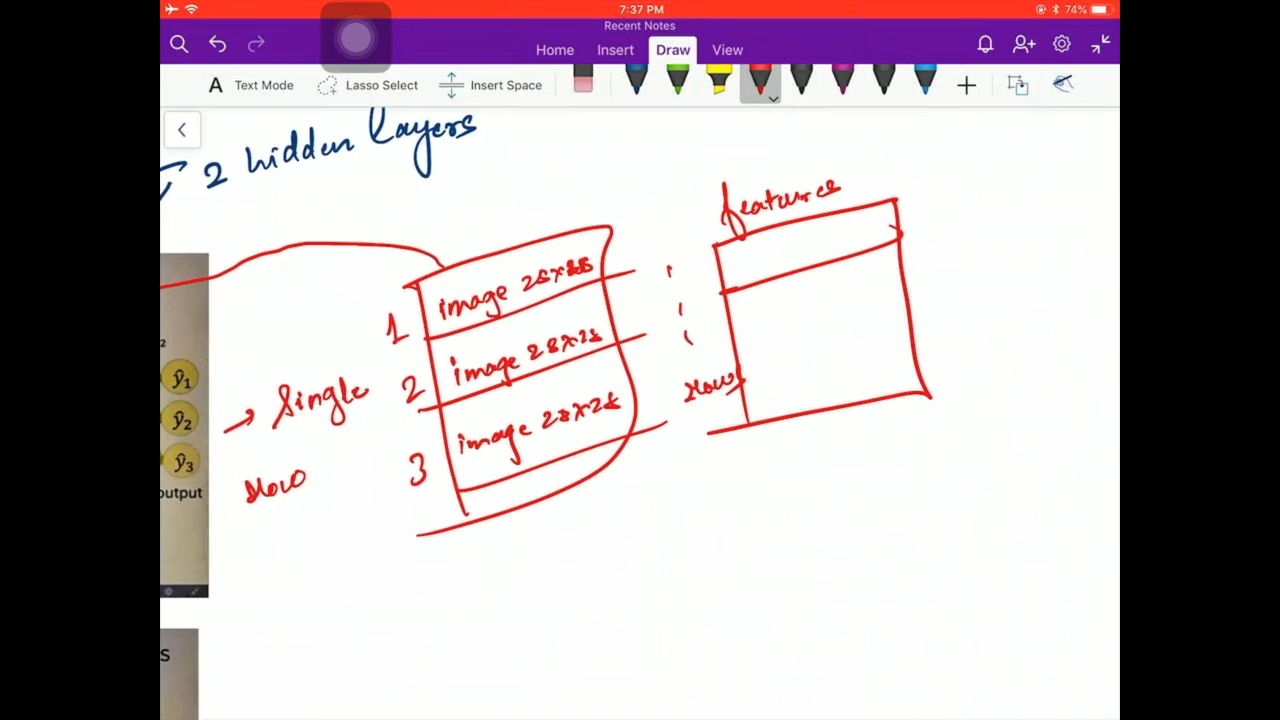 7:37 PM
74%
Recent Notes
Home Insert Draw View
A Text Mode Lasso Select Insert Space
2 hidden layers
features
1 image 28x28
2 image 28x28
3 image 28x28
rows
→ Single
row
2
ŷ1
ŷ2
ŷ3
output
S